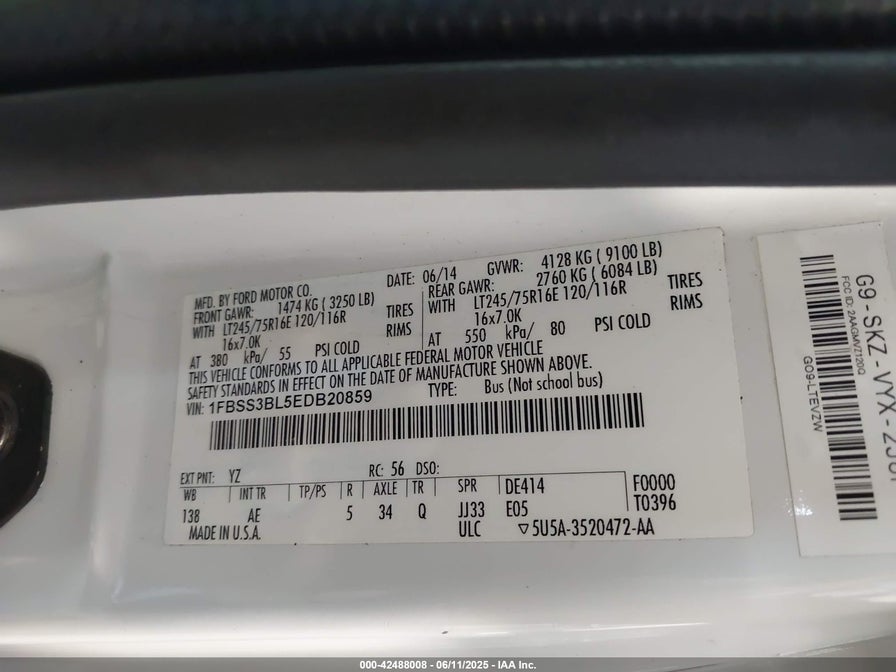 MFD. BY FORD MOTOR CO.
DATE: 06/14 GVWR: 4128 KG ( 9100 LB)
FRONT GAWR: 1474 KG ( 3250 LB)
WITH LT245/75R16E 120/116R TIRES
16x7.0K RIMS
AT 380 kPa/ 55 PSI COLD
REAR GAWR: 2760 KG ( 6084 LB)
WITH LT245/75R16E 120/116R TIRES
16x7.0K RIMS
AT 550 kPa/ 80 PSI COLD
THIS VEHICLE CONFORMS TO ALL APPLICABLE FEDERAL MOTOR VEHICLE
SAFETY STANDARDS IN EFFECT ON THE DATE OF MANUFACTURE SHOWN ABOVE.
VIN: 1FBSS3BL5EDB20859 TYPE: Bus (Not school bus)
EXT PNT: YZ RC: 56 DSO:
WB INT TR TP/PS R AXLE TR SPR DE414 F0000
138 AE 5 34 Q JJ33 E05 T0396
MADE IN U.S.A. ULC ▽5U5A-3520472-AA
G9-SKZ-VYX-
FCC ID: 2AAGMVZ120G
GO9-LTEVZW
000-42488008 - 06/11/2025 - IAA Inc.